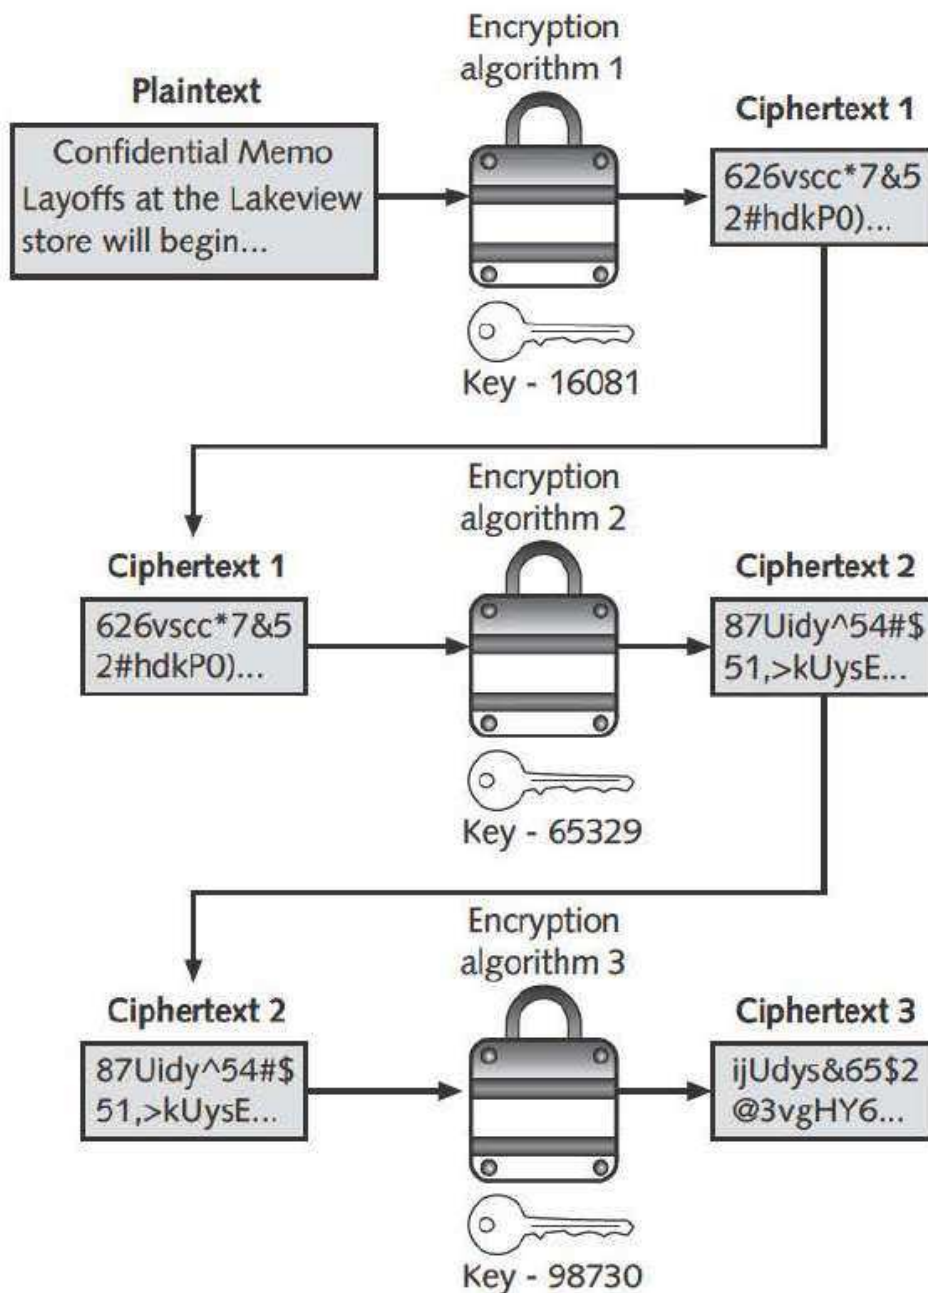 Encryption
algorithm 1
Plaintext
Ciphertext 1
Confidential Memo
Layoffs at the Lakeview
store will begin...
626vscc*7&5
2#hdkP0)...
Key - 16081
Encryption
algorithm 2
Ciphertext 1
Ciphertext 2
626vscc*7&5
2#hdkP0)...
87Uidy^54#$
51,>kUysE...
Key - 65329
Encryption
algorithm 3
Ciphertext 2
Ciphertext 3
87Uidy^54#$
51,>kUysE...
ijUdys&65$2
@3vgHY6...
Key - 98730